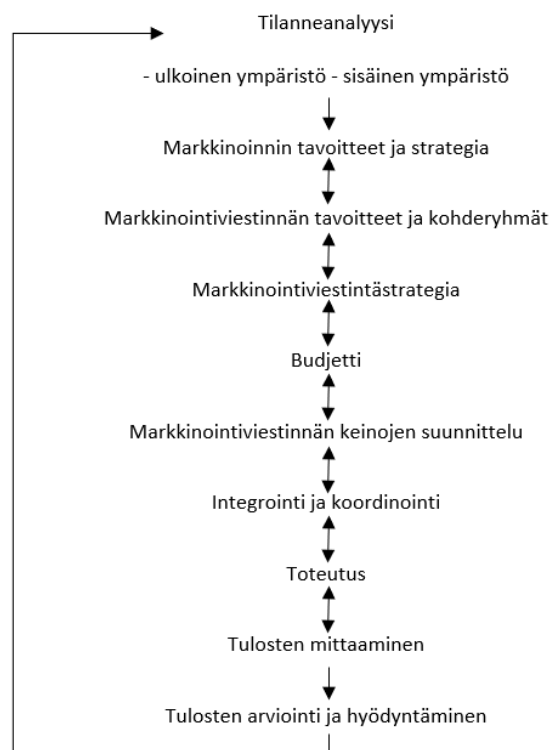 Tilanneanalyysi
- ulkoinen ympäristö - sisäinen ympäristö
Markkinoinnin tavoitteet ja strategia
Markkinointiviestinnän tavoitteet ja kohderyhmät
Markkinointiviestintästrategia
Budjetti
Markkinointiviestinnän keinojen suunnittelu
Integrointi ja koordinointi
Toteutus
Tulosten mittaaminen
Tulosten arviointi ja hyödyntäminen